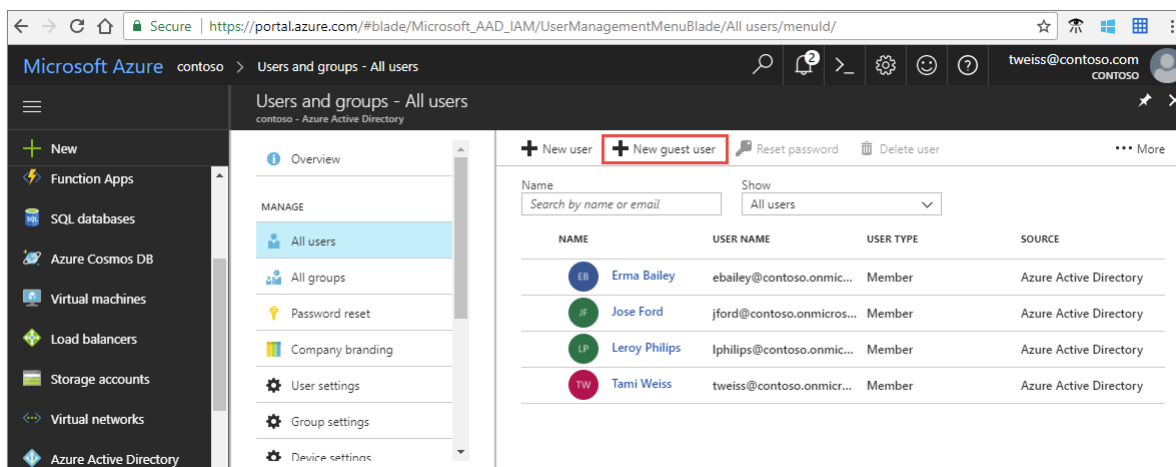 Secure | https://portal.azure.com/#blade/Microsoft_AAD_IAM/UserManagementMenuBlade/All users/menuId/
Microsoft Azure contoso > Users and groups - All users
2
tweiss@contoso.com
CONTOSO
Users and groups - All users
contoso - Azure Active Directory
New
Function Apps
SQL databases
Azure Cosmos DB
Virtual machines
Load balancers
Storage accounts
Virtual networks
Azure Active Directory
Overview
MANAGE
All users
All groups
Password reset
Company branding
User settings
Group settings
Device settings
New user New guest user Reset password Delete user ••• More
Name Show
Search by name or email All users
NAME USER NAME USER TYPE SOURCE
EB Erma Bailey ebailey@contoso.onmic... Member Azure Active Directory
JF Jose Ford jford@contoso.onmicros... Member Azure Active Directory
LP Leroy Philips lphilips@contoso.onmic... Member Azure Active Directory
TW Tami Weiss tweiss@contoso.onmicr... Member Azure Active Directory